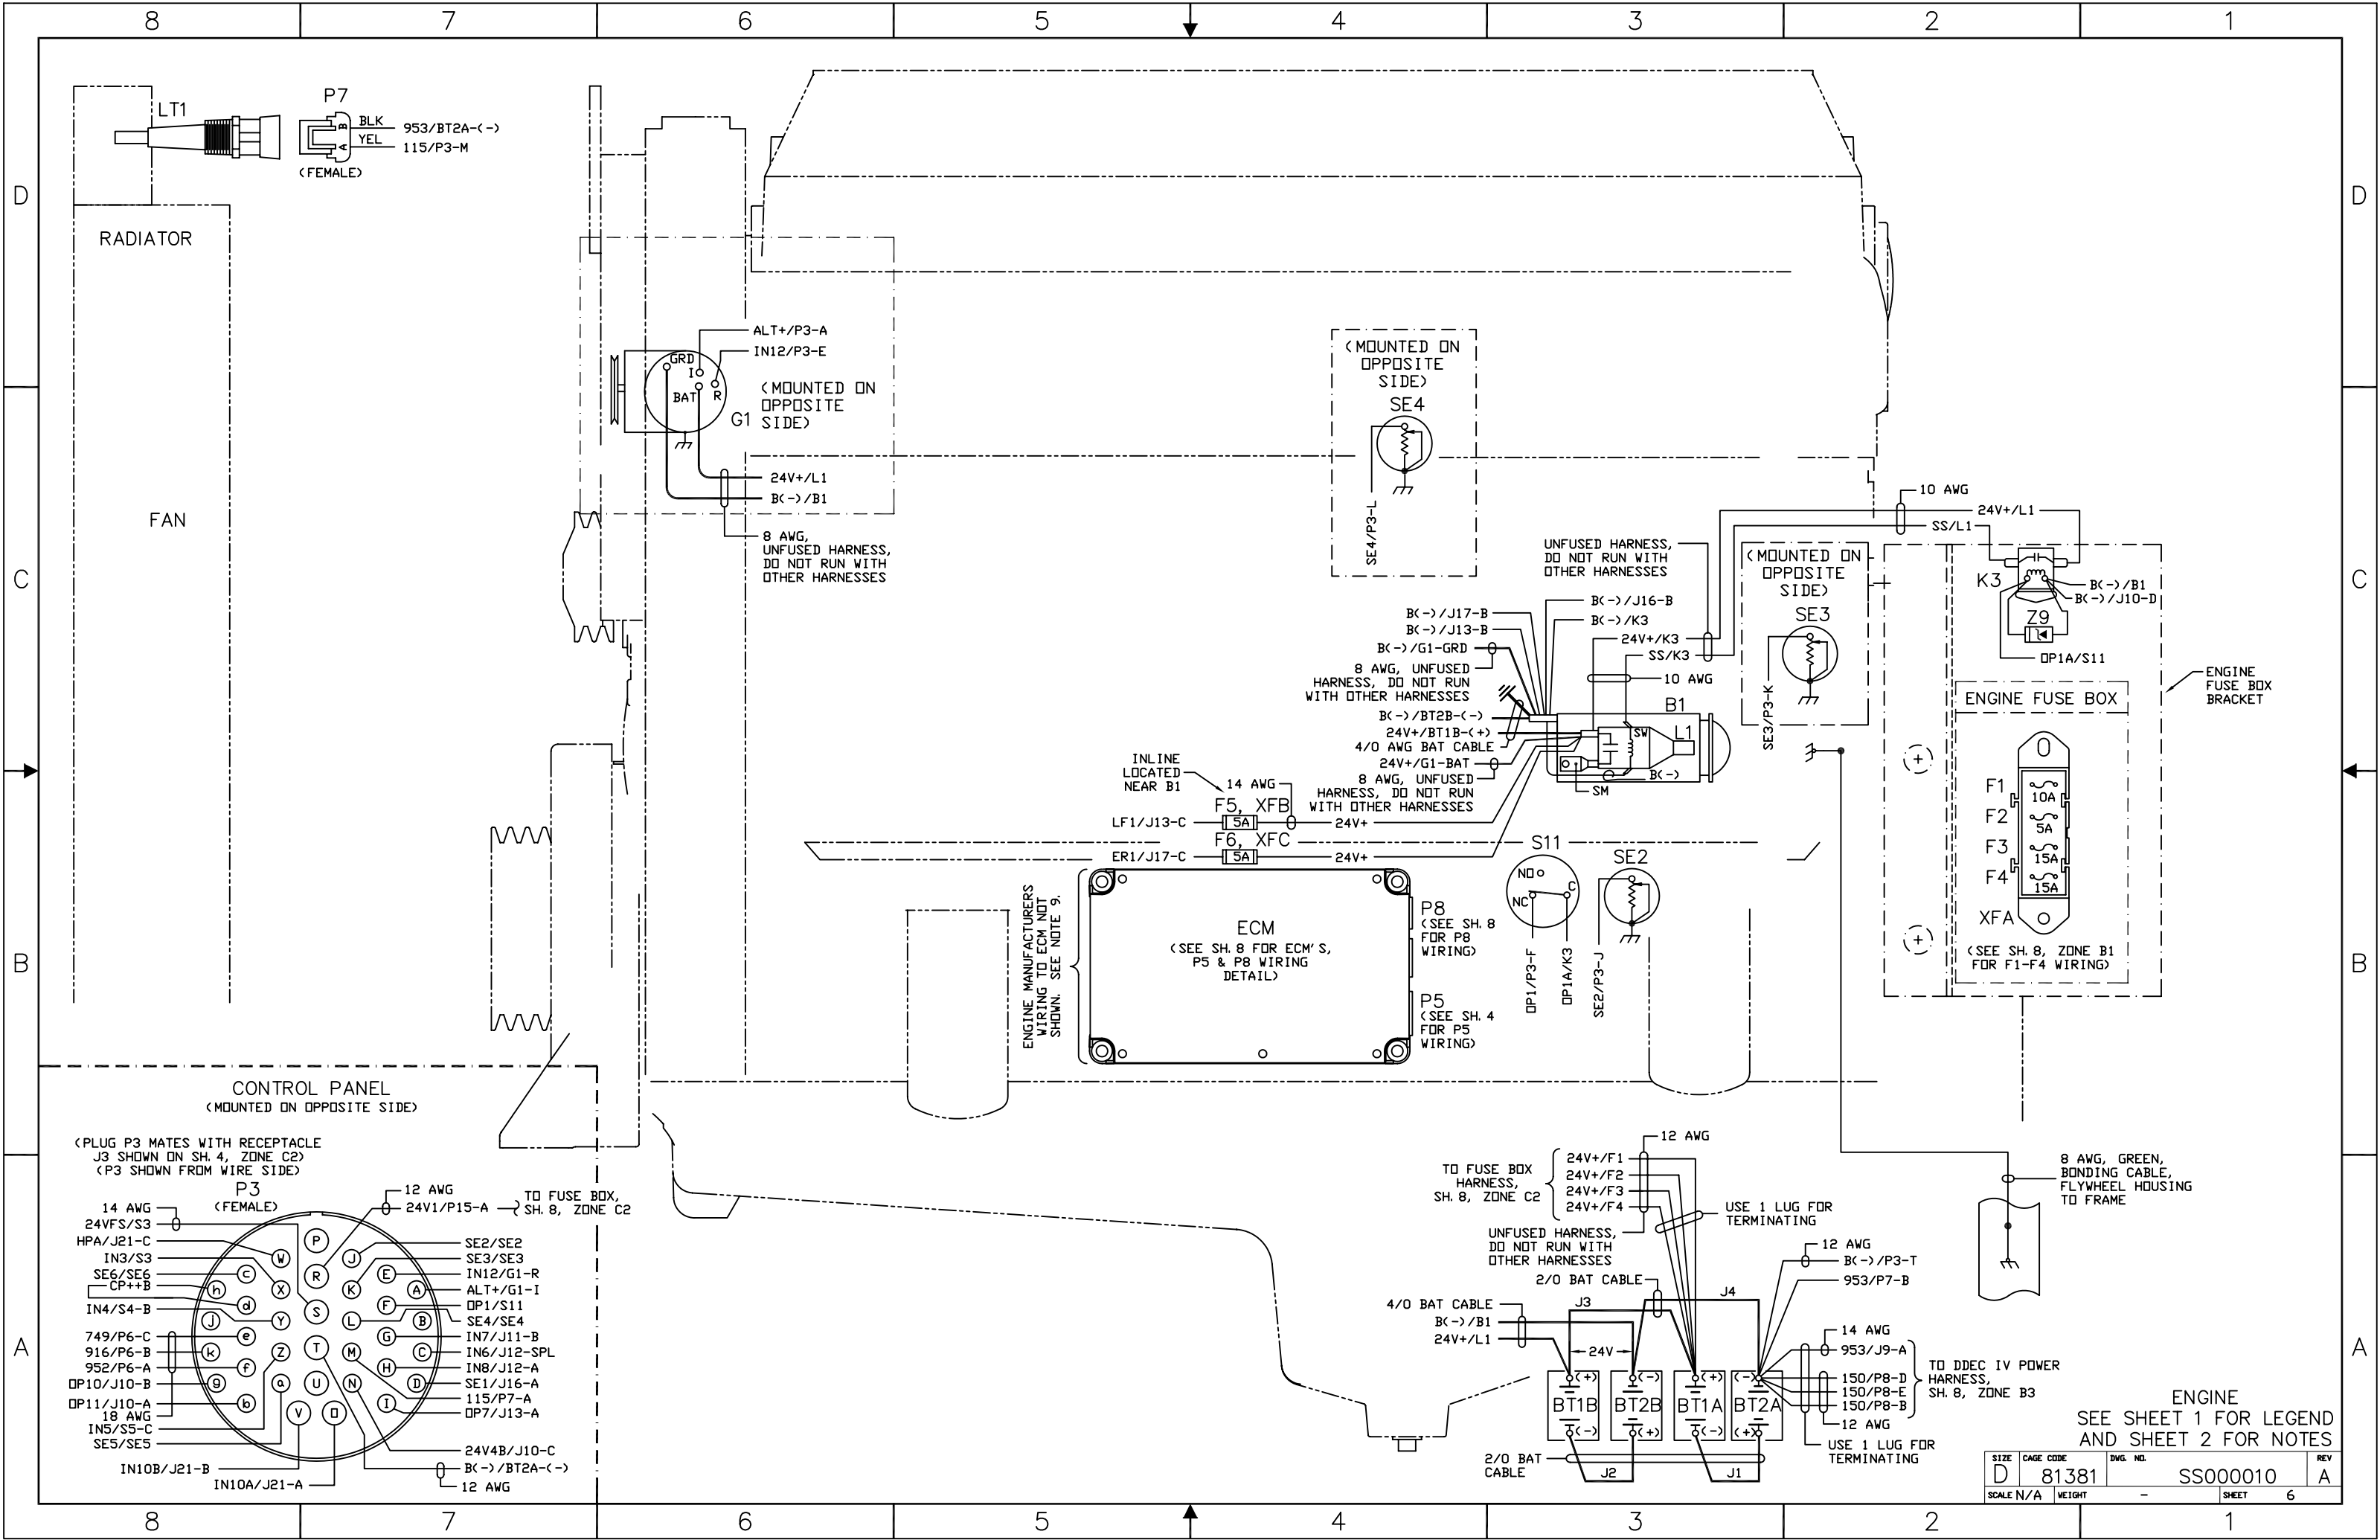 8 7 6 5 4 3 2 1
D
C
B
A
LT1
P7
B
A
BLK
YEL
953/BT2A-(-)
115/P3-M
(FEMALE)
RADIATOR
FAN
ALT+/P3-A
IN12/P3-E
GRD
I
BAT
R
G1
(MOUNTED ON
OPPOSITE
SIDE)
24V+/L1
B(-)/B1
8 AWG,
UNFUSED HARNESS,
DO NOT RUN WITH
OTHER HARNESSES
(MOUNTED ON
OPPOSITE
SIDE)
SE4
SE4/P3-L
10 AWG
24V+/L1
SS/L1
UNFUSED HARNESS,
DO NOT RUN WITH
OTHER HARNESSES
(MOUNTED ON
OPPOSITE
SIDE)
SE3
SE3/P3-K
K3
B(-)/B1
B(-)/J10-D
Z9
OP1A/S11
B(-)/J17-B
B(-)/J13-B
B(-)/G1-GRD
8 AWG, UNFUSED
HARNESS, DO NOT RUN
WITH OTHER HARNESSES
B(-)/J16-B
B(-)/K3
24V+/K3
SS/K3
10 AWG
B(-)/BT2B-(-)
24V+/BT1B-(+)
4/0 AWG BAT CABLE
24V+/G1-BAT
8 AWG, UNFUSED
HARNESS, DO NOT RUN
WITH OTHER HARNESSES
B1
SW
L1
B(-)
SM
INLINE
LOCATED
NEAR B1
14 AWG
F5, XFB
LF1/J13-C
5A
24V+
F6, XFC
ER1/J17-C
5A
24V+
ENGINE
FUSE BOX
BRACKET
ENGINE FUSE BOX
F1
10A
F2
5A
F3
15A
F4
15A
XFA
(SEE SH. 8, ZONE B1
FOR F1-F4 WIRING)
S11
NO
C
NC
OP1/P3-F
OP1A/K3
SE2
SE2/P3-J
ENGINE MANUFACTURERS
WIRING TO ECM NOT
SHOWN. SEE NOTE 9.
ECM
(SEE SH. 8 FOR ECM'S,
P5 & P8 WIRING
DETAIL)
P8
(SEE SH. 8
FOR P8
WIRING)
P5
(SEE SH. 4
FOR P5
WIRING)
CONTROL PANEL
(MOUNTED ON OPPOSITE SIDE)
(PLUG P3 MATES WITH RECEPTACLE
J3 SHOWN ON SH. 4, ZONE C2)
(P3 SHOWN FROM WIRE SIDE)
P3
(FEMALE)
12 AWG
24V1/P15-A
TO FUSE BOX,
SH. 8, ZONE C2
14 AWG
24VFS/S3
HPA/J21-C
IN3/S3
SE6/SE6
CP++B
IN4/S4-B
749/P6-C
916/P6-B
952/P6-A
OP10/J10-B
OP11/J10-A
18 AWG
IN5/S5-C
SE5/SE5
IN10B/J21-B
IN10A/J21-A
P
W
J
c
R
E
h
X
K
A
d
S
F
j
Y
L
B
e
T
G
k
Z
M
C
f
H
g
a
U
N
D
b
I
V
O
SE2/SE2
SE3/SE3
IN12/G1-R
ALT+/G1-I
OP1/S11
SE4/SE4
IN7/J11-B
IN6/J12-SPL
IN8/J12-A
SE1/J16-A
115/P7-A
OP7/J13-A
24V4B/J10-C
B(-)/BT2A-(-)
12 AWG
12 AWG
TO FUSE BOX
HARNESS,
SH. 8, ZONE C2
24V+/F1
24V+/F2
24V+/F3
24V+/F4
UNFUSED HARNESS,
DO NOT RUN WITH
OTHER HARNESSES
USE 1 LUG FOR
TERMINATING
2/0 BAT CABLE
J3
J4
4/0 BAT CABLE
B(-)/B1
24V+/L1
24V
12 AWG
B(-)/P3-T
953/P7-B
14 AWG
953/J9-A
150/P8-D
150/P8-E
150/P8-B
12 AWG
TO DDEC IV POWER
HARNESS,
SH. 8, ZONE B3
USE 1 LUG FOR
TERMINATING
(+) (-) (+) (-)
BT1B BT2B BT1A BT2A
(-) (+) (-) (+)
2/0 BAT
CABLE
J2
J1
8 AWG, GREEN,
BONDING CABLE,
FLYWHEEL HOUSING
TO FRAME
ENGINE
SEE SHEET 1 FOR LEGEND
AND SHEET 2 FOR NOTES
SIZE
D
CAGE CODE
81381
DWG. NO.
SS000010
REV
A
SCALE N/A
WEIGHT -
SHEET 6
D
C
B
A
8 7 6 5 4 3 2 1